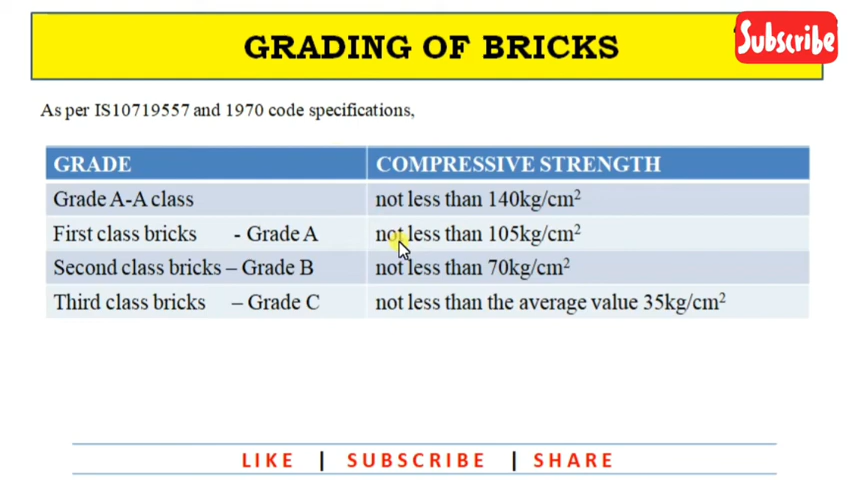 GRADING OF BRICKS
Subscribe
As per IS10719557 and 1970 code specifications,
GRADE COMPRESSIVE STRENGTH
Grade A-A class not less than 140kg/cm²
First class bricks - Grade A not less than 105kg/cm²
Second class bricks – Grade B not less than 70kg/cm²
Third class bricks – Grade C not less than the average value 35kg/cm²
LIKE | SUBSCRIBE | SHARE